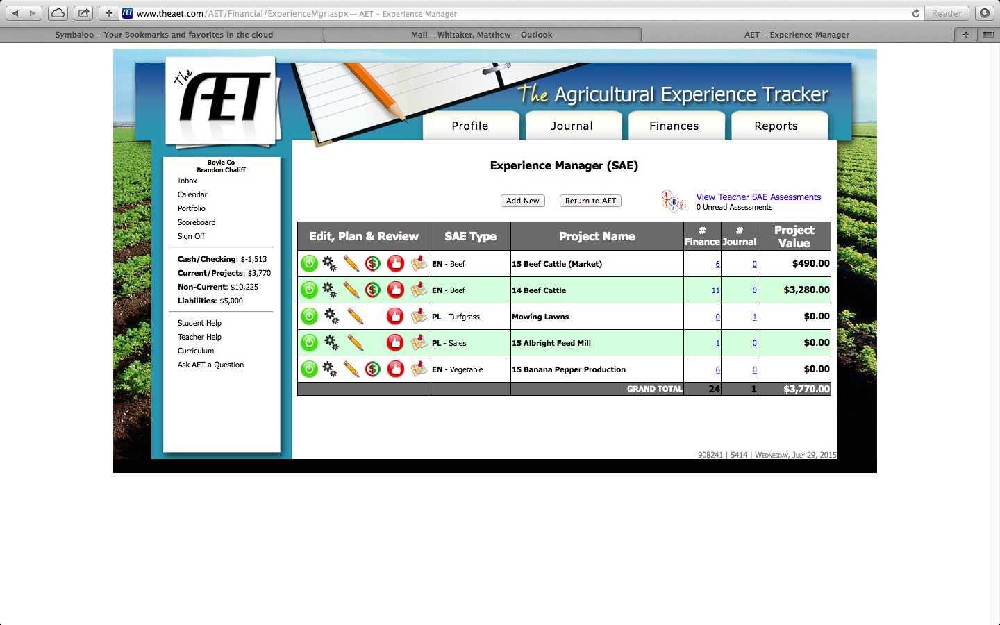 www.theaet.com/AET/Financial/ExperienceMgr.aspx — AET – Experience Manager
Reader
Symbaloo – Your Bookmarks and favorites in the cloud
Mail – Whitaker, Matthew – Outlook
AET – Experience Manager
The AET
The Agricultural Experience Tracker
Profile
Journal
Finances
Reports
Boyle Co
Brandon Chaliff
Inbox
Calendar
Portfolio
Scoreboard
Sign Off
Cash/Checking: $-1,513
Current/Projects: $3,770
Non-Current: $10,225
Liabilities: $5,000
Student Help
Teacher Help
Curriculum
Ask AET a Question
Experience Manager (SAE)
Add New
Return to AET
View Teacher SAE Assessments
0 Unread Assessments
Edit, Plan & Review SAE Type Project Name # Finance # Journal Project Value
EN - Beef 15 Beef Cattle (Market) 6 0 $490.00
EN - Beef 14 Beef Cattle 11 0 $3,280.00
PL - Turfgrass Mowing Lawns 0 1 $0.00
PL - Sales 15 Albright Feed Mill 1 0 $0.00
EN - Vegetable 15 Banana Pepper Production 6 0 $0.00
GRAND TOTAL 24 1 $3,770.00
908241 | 5414 | Wednesday, July 29, 2015